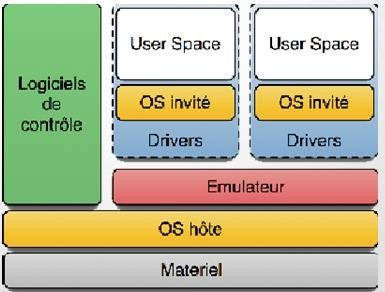 Logiciels
de
contrôle
User Space
OS invité
Drivers
User Space
OS invité
Drivers
Emulateur
OS hôte
Materiel